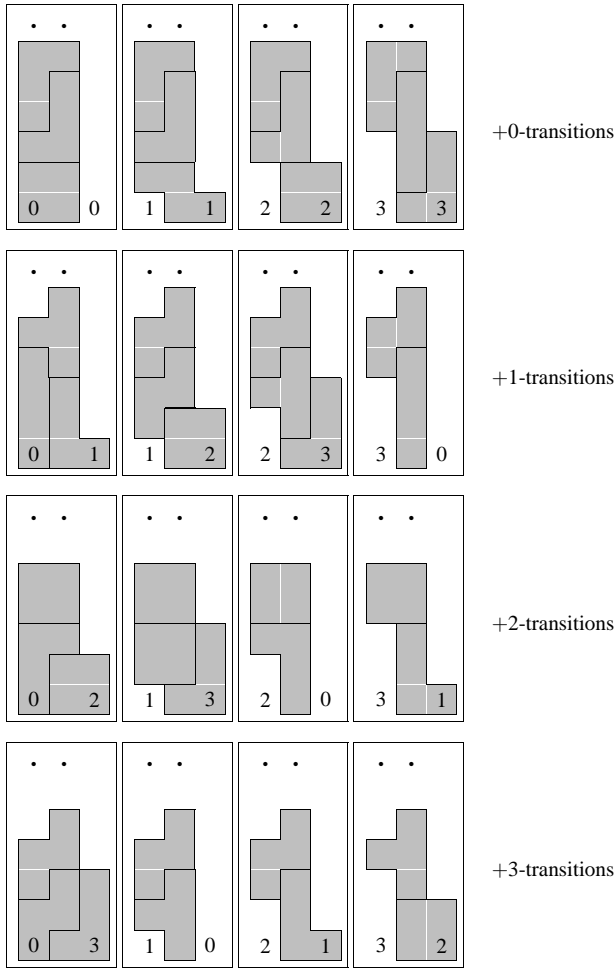 +0-transitions
0 0 1 1 2 2 3 3
+1-transitions
0 1 1 2 2 3 3 0
+2-transitions
0 2 1 3 2 0 3 1
+3-transitions
0 3 1 0 2 1 3 2